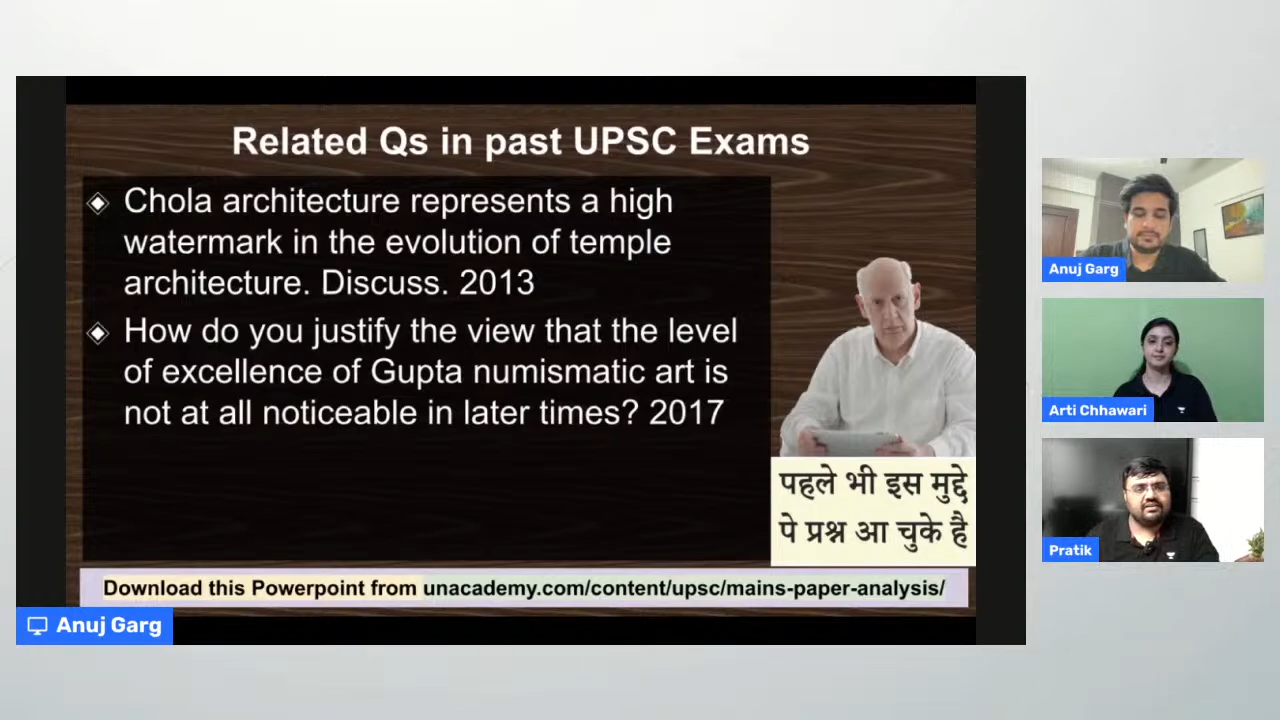 Related Qs in past UPSC Exams
Chola architecture represents a high
watermark in the evolution of temple
architecture. Discuss. 2013
How do you justify the view that the level
of excellence of Gupta numismatic art is
not at all noticeable in later times? 2017
पहले भी इस मुद्दे
पे प्रश्न आ चुके है
Download this Powerpoint from unacademy.com/content/upsc/mains-paper-analysis/
Anuj Garg
Anuj Garg
Arti Chhawari
Pratik